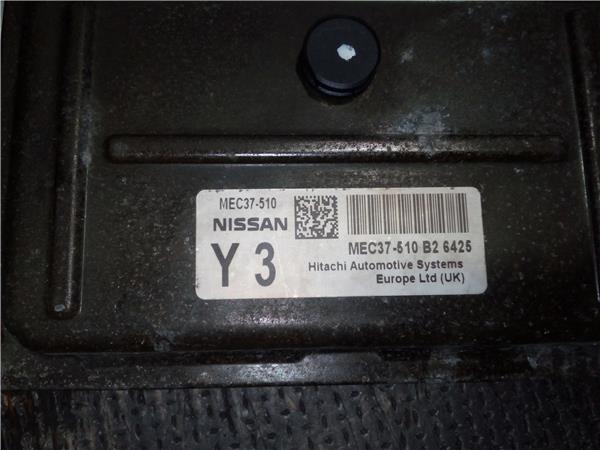 MEC37-510
NISSAN
Y 3
MEC37-510 B2 6425
Hitachi Automotive Systems
Europe Ltd (UK)